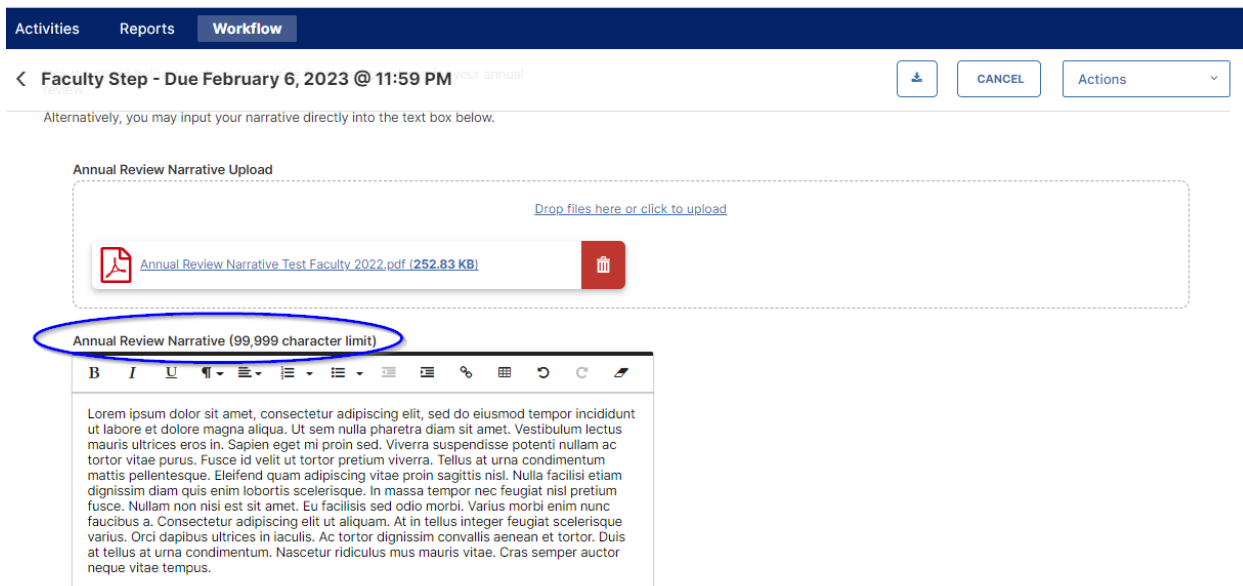 Activities Reports Workflow
Faculty Step - Due February 6, 2023 @ 11:59 PM your annual CANCEL Actions
review.
Alternatively, you may input your narrative directly into the text box below.
Annual Review Narrative Upload
Drop files here or click to upload
Annual Review Narrative Test Faculty 2022.pdf (252.83 KB)
Annual Review Narrative (99,999 character limit)
B I U
Lorem ipsum dolor sit amet, consectetur adipiscing elit, sed do eiusmod tempor incididunt
ut labore et dolore magna aliqua. Ut sem nulla pharetra diam sit amet. Vestibulum lectus
mauris ultrices eros in. Sapien eget mi proin sed. Viverra suspendisse potenti nullam ac
tortor vitae purus. Fusce id velit ut tortor pretium viverra. Tellus at urna condimentum
mattis pellentesque. Eleifend quam adipiscing vitae proin sagittis nisl. Nulla facilisi etiam
dignissim diam quis enim lobortis scelerisque. In massa tempor nec feugiat nisl pretium
fusce. Nullam non nisi est sit amet. Eu facilisis sed odio morbi. Varius morbi enim nunc
faucibus a. Consectetur adipiscing elit ut aliquam. At in tellus integer feugiat scelerisque
varius. Orci dapibus ultrices in iaculis. Ac tortor dignissim convallis aenean et tortor. Duis
at tellus at urna condimentum. Nascetur ridiculus mus mauris vitae. Cras semper auctor
neque vitae tempus.